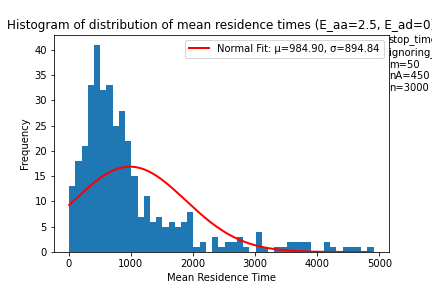 Histogram of distribution of mean residence times (E_aa=2.5, E_ad=0
Normal Fit: μ=984.90, σ=894.84
stop_time
ignoring_
m=50
nA=450
n=3000
Frequency
40
35
30
25
20
15
10
5
0
0 1000 2000 3000 4000 5000
Mean Residence Time